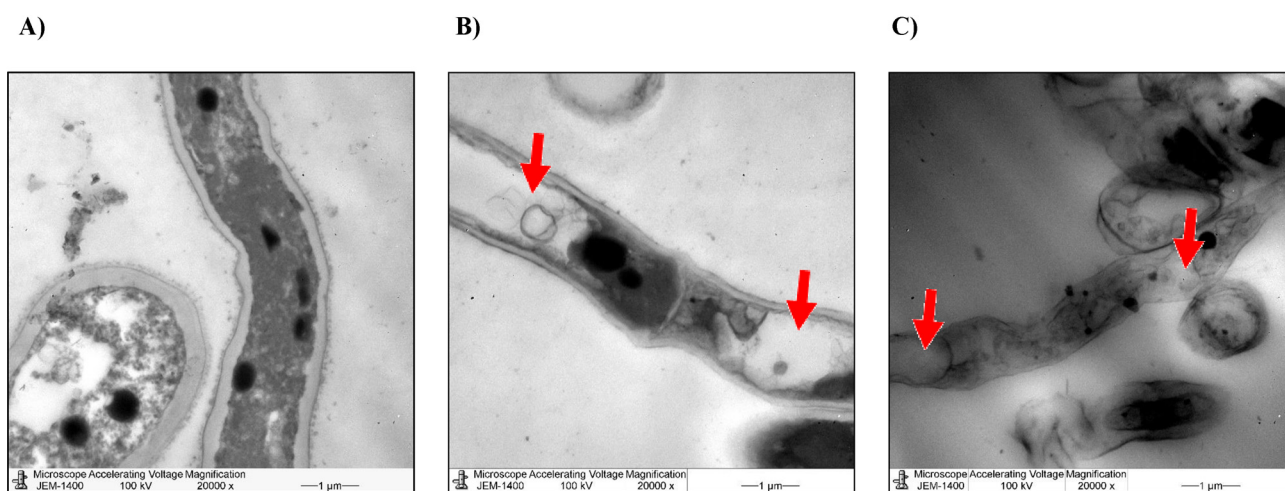 A)
B)
C)
Microscope Accelerating Voltage Magnification
JEM-1400 100 kV 20000 x 1 µm
Microscope Accelerating Voltage Magnification
JEM-1400 100 kV 20000 x 1 µm
Microscope Accelerating Voltage Magnification
JEM-1400 100 kV 20000 x 1 µm